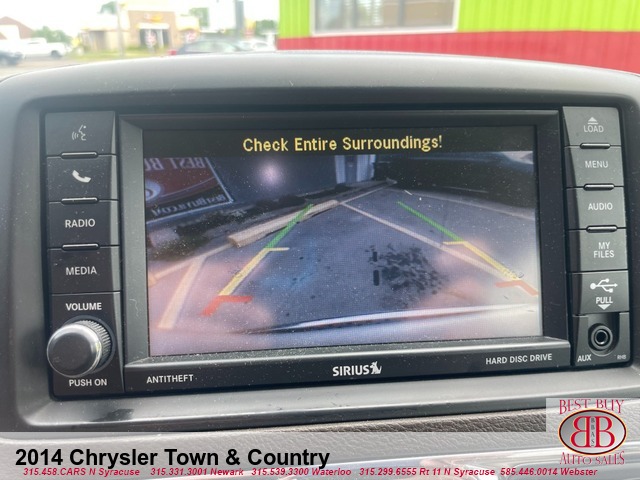 Check Entire Surroundings!
LOAD
MENU
RADIO
AUDIO
MEDIA
MY
FILES
VOLUME
PULL
PUSH ON
AUX
RHB
ANTITHEFT
SIRIUS
HARD DISC DRIVE
BEST BUY
B&B
AUTO SALES
2014 Chrysler Town & Country
315.458.CARS N Syracuse 315.331.3001 Newark 315.539.3300 Waterloo 315.299.6555 Rt 11 N Syracuse 585.446.0014 Webster